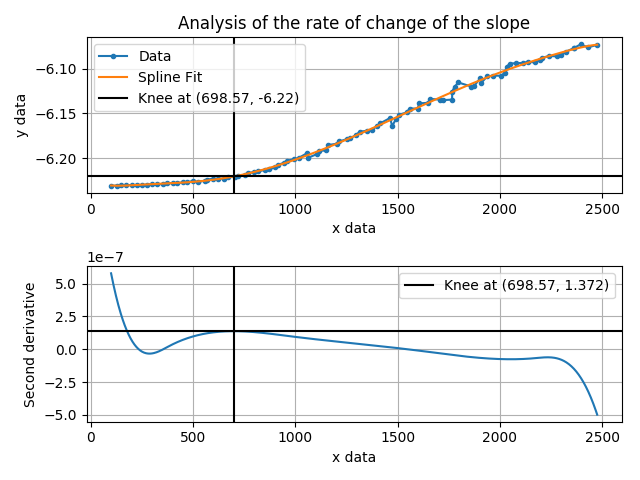 Analysis of the rate of change of the slope
y data
−6.10
−6.15
−6.20
Data
Spline Fit
Knee at (698.57, -6.22)
0
500
1000
1500
2000
2500
x data
1e−7
Second derivative
5.0
2.5
0.0
−2.5
−5.0
Knee at (698.57, 1.372)
0
500
1000
1500
2000
2500
x data